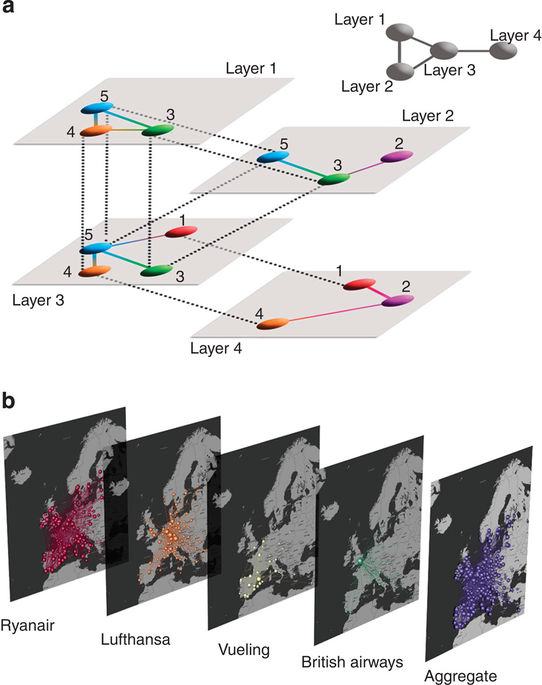 a
Layer 1
Layer 4
Layer 2
Layer 3
Layer 1
5
3
4
Layer 2
5
3
2
1
5
4
3
Layer 3
1
2
4
Layer 4
b
Ryanair
Lufthansa
Vueling
British airways
Aggregate